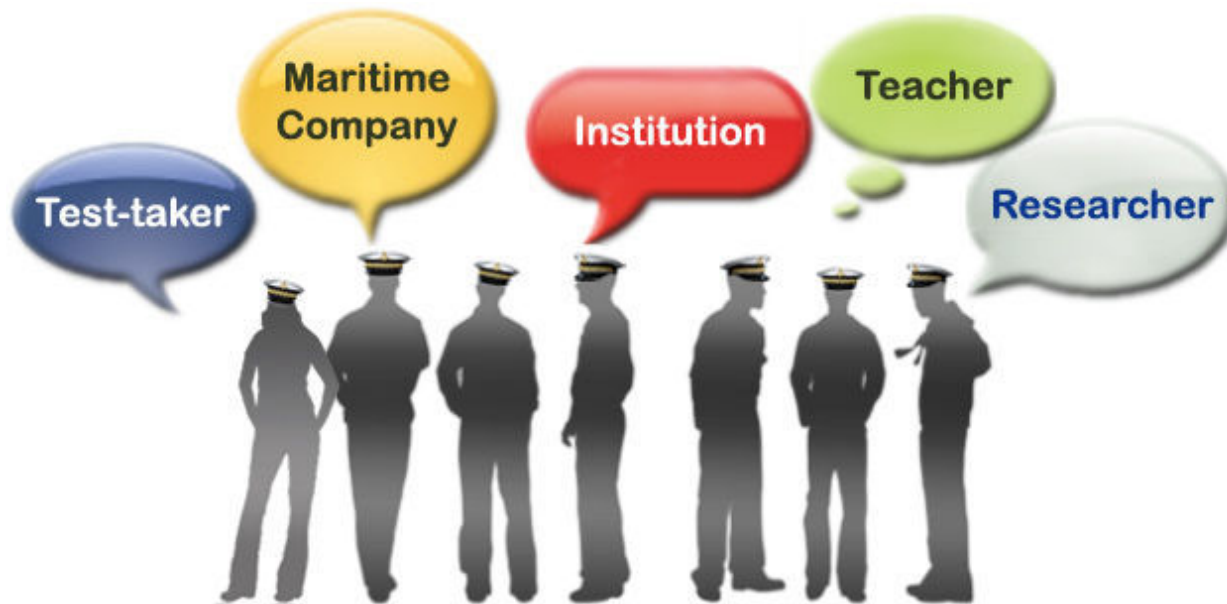 Test-taker
Maritime
Company
Institution
Teacher
Researcher